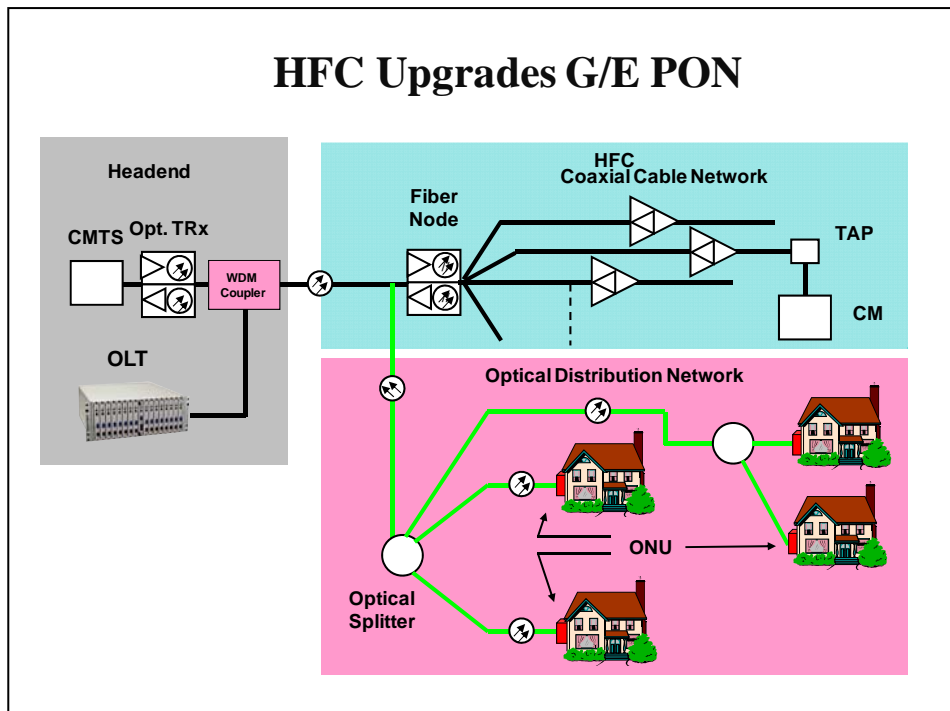 HFC Upgrades G/E PON
Headend
CMTS
Opt. TRx
WDM
Coupler
OLT
Fiber
Node
HFC
Coaxial Cable Network
TAP
CM
Optical Distribution Network
ONU
Optical
Splitter